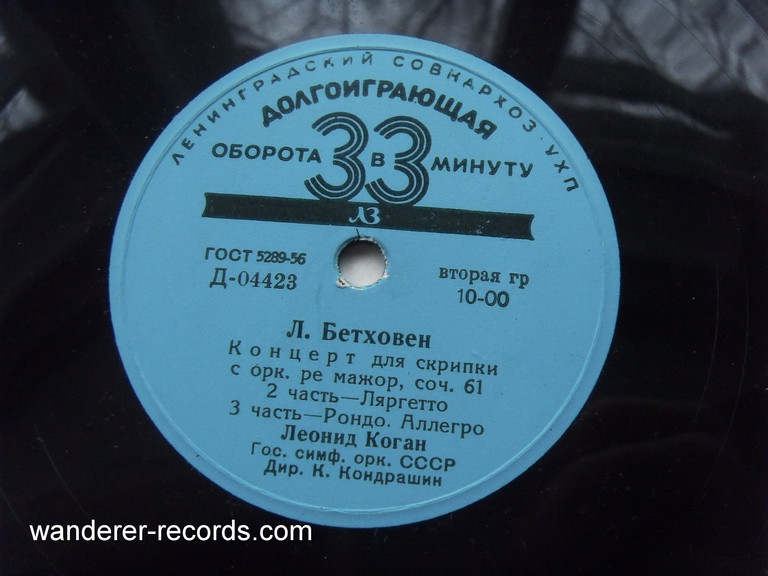 ЛЕНИНГРАДСКИЙ СОВНАРХОЗ·УХП
ДОЛГОИГРАЮЩАЯ
ОБОРОТА 33 В МИНУТУ
ЛЗ
ГОСТ 5289-56
Д-04423
вторая гр
10-00
Л. Бетховен
Концерт для скрипки
с орк. ре мажор, соч. 61
2 часть—Ляргетто
3 часть—Рондо. Аллегро
Леонид Коган
Гос. симф. орк. СССР
Дир. К. Кондрашин
wanderer-records.com